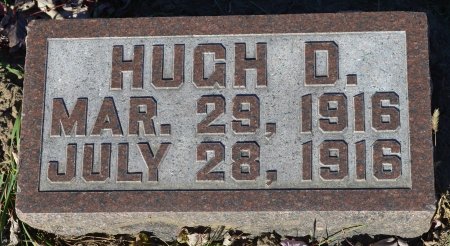 HUGH D.
MAR. 29, 1916
JULY 28, 1916